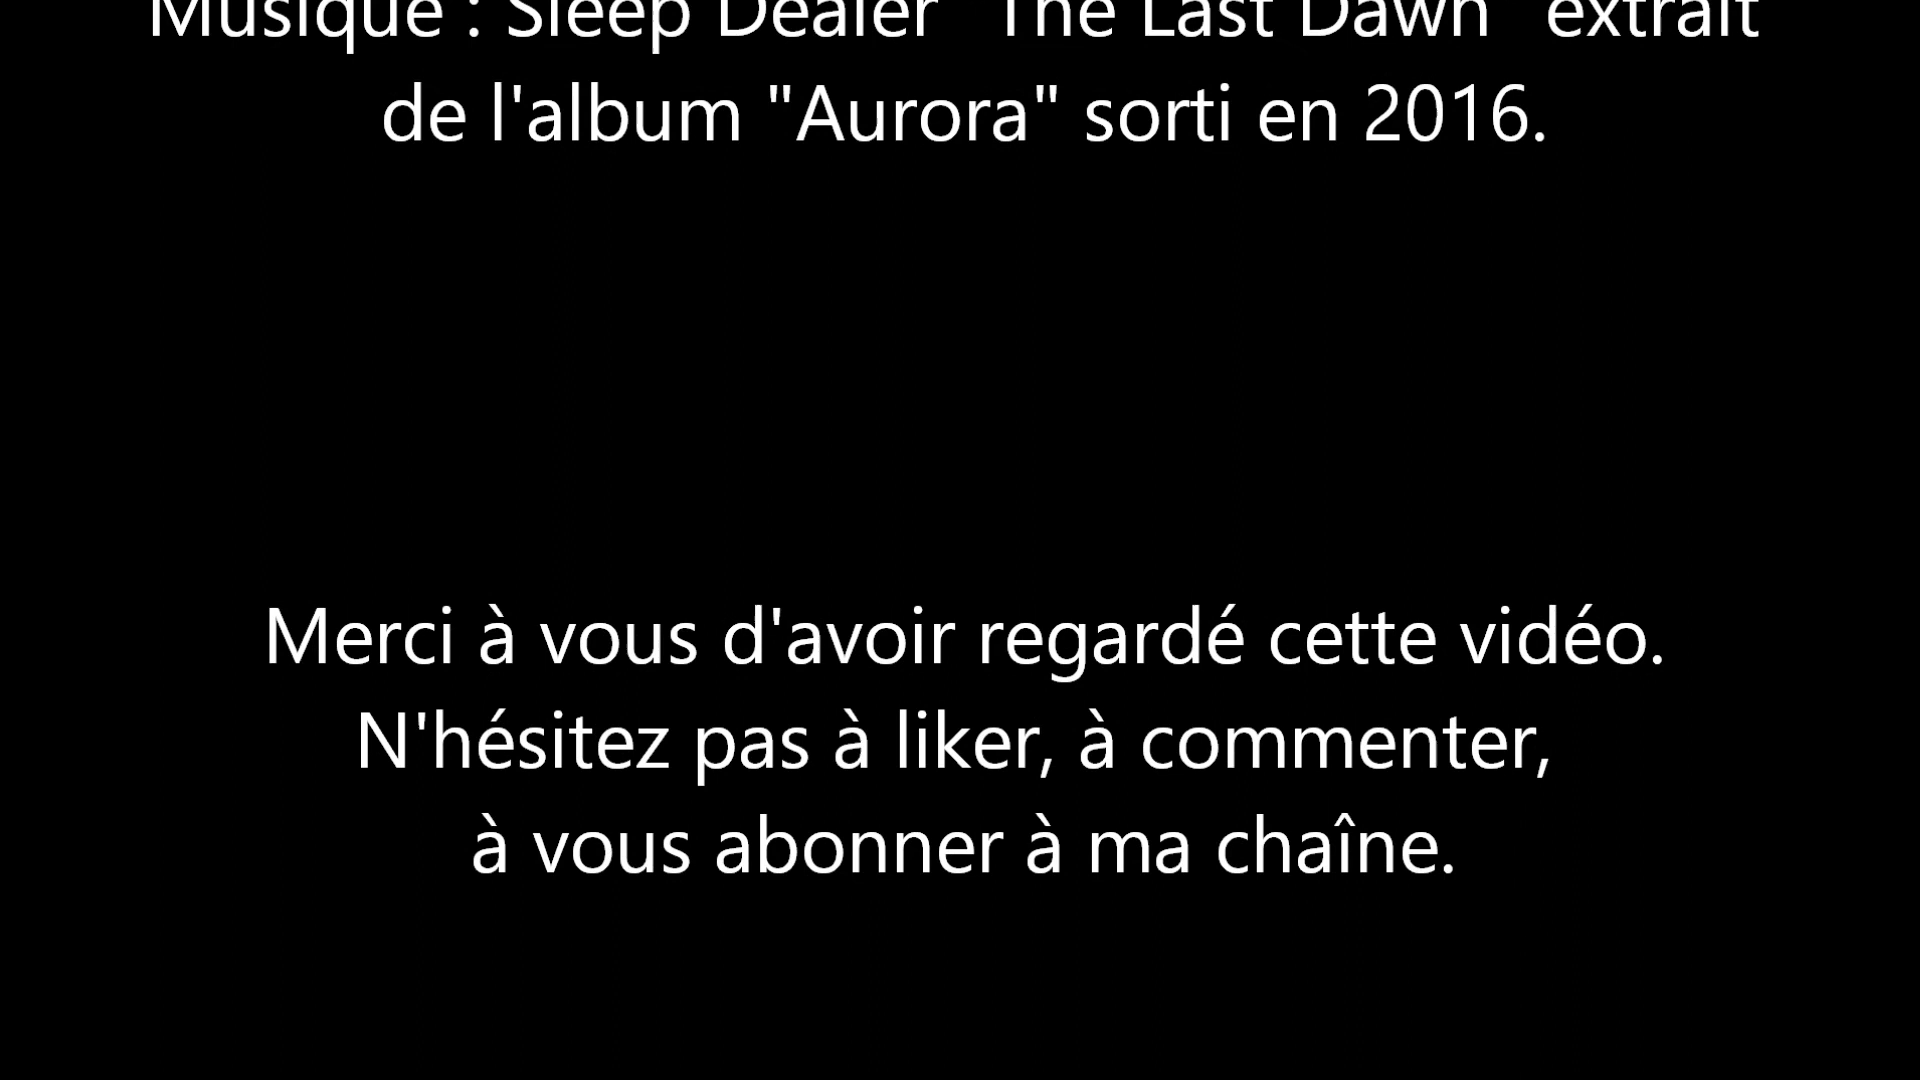 Musique : Sleep Dealer "The Last Dawn" extrait
de l'album "Aurora" sorti en 2016.
Merci à vous d'avoir regardé cette vidéo.
N'hésitez pas à liker, à commenter,
à vous abonner à ma chaîne.